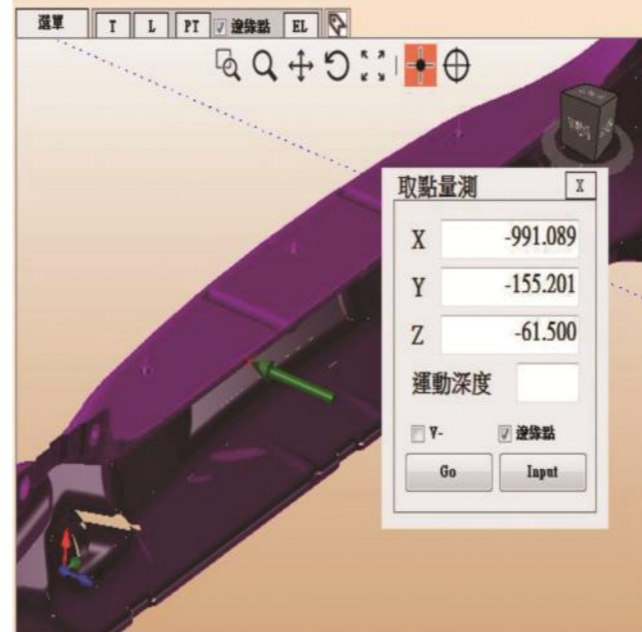 選單 T L PT 邊緣點 EL
取點量測 X
X -991.089
Y -155.201
Z -61.500
運動深度
V- 邊緣點
Go Input